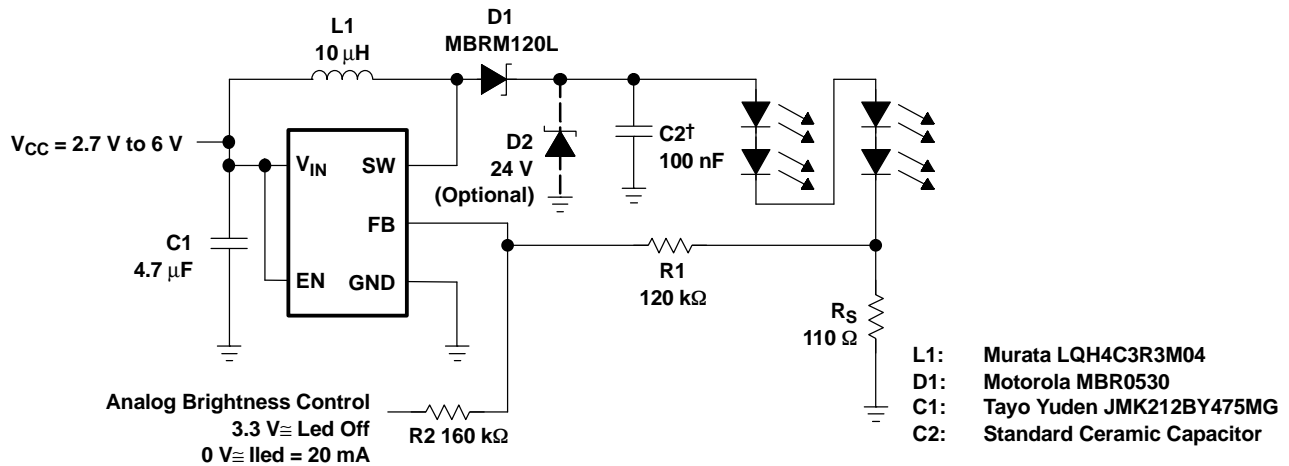 D1
MBRM120L
L1
10 μH
VCC = 2.7 V to 6 V
VIN
SW
FB
EN
GND
C1
4.7 μF
D2
24 V
(Optional)
C2†
100 nF
R1
120 kΩ
RS
110 Ω
Analog Brightness Control
3.3 V≅ Led Off
0 V≅ Iled = 20 mA
R2 160 kΩ
L1: Murata LQH4C3R3M04
D1: Motorola MBR0530
C1: Tayo Yuden JMK212BY475MG
C2: Standard Ceramic Capacitor